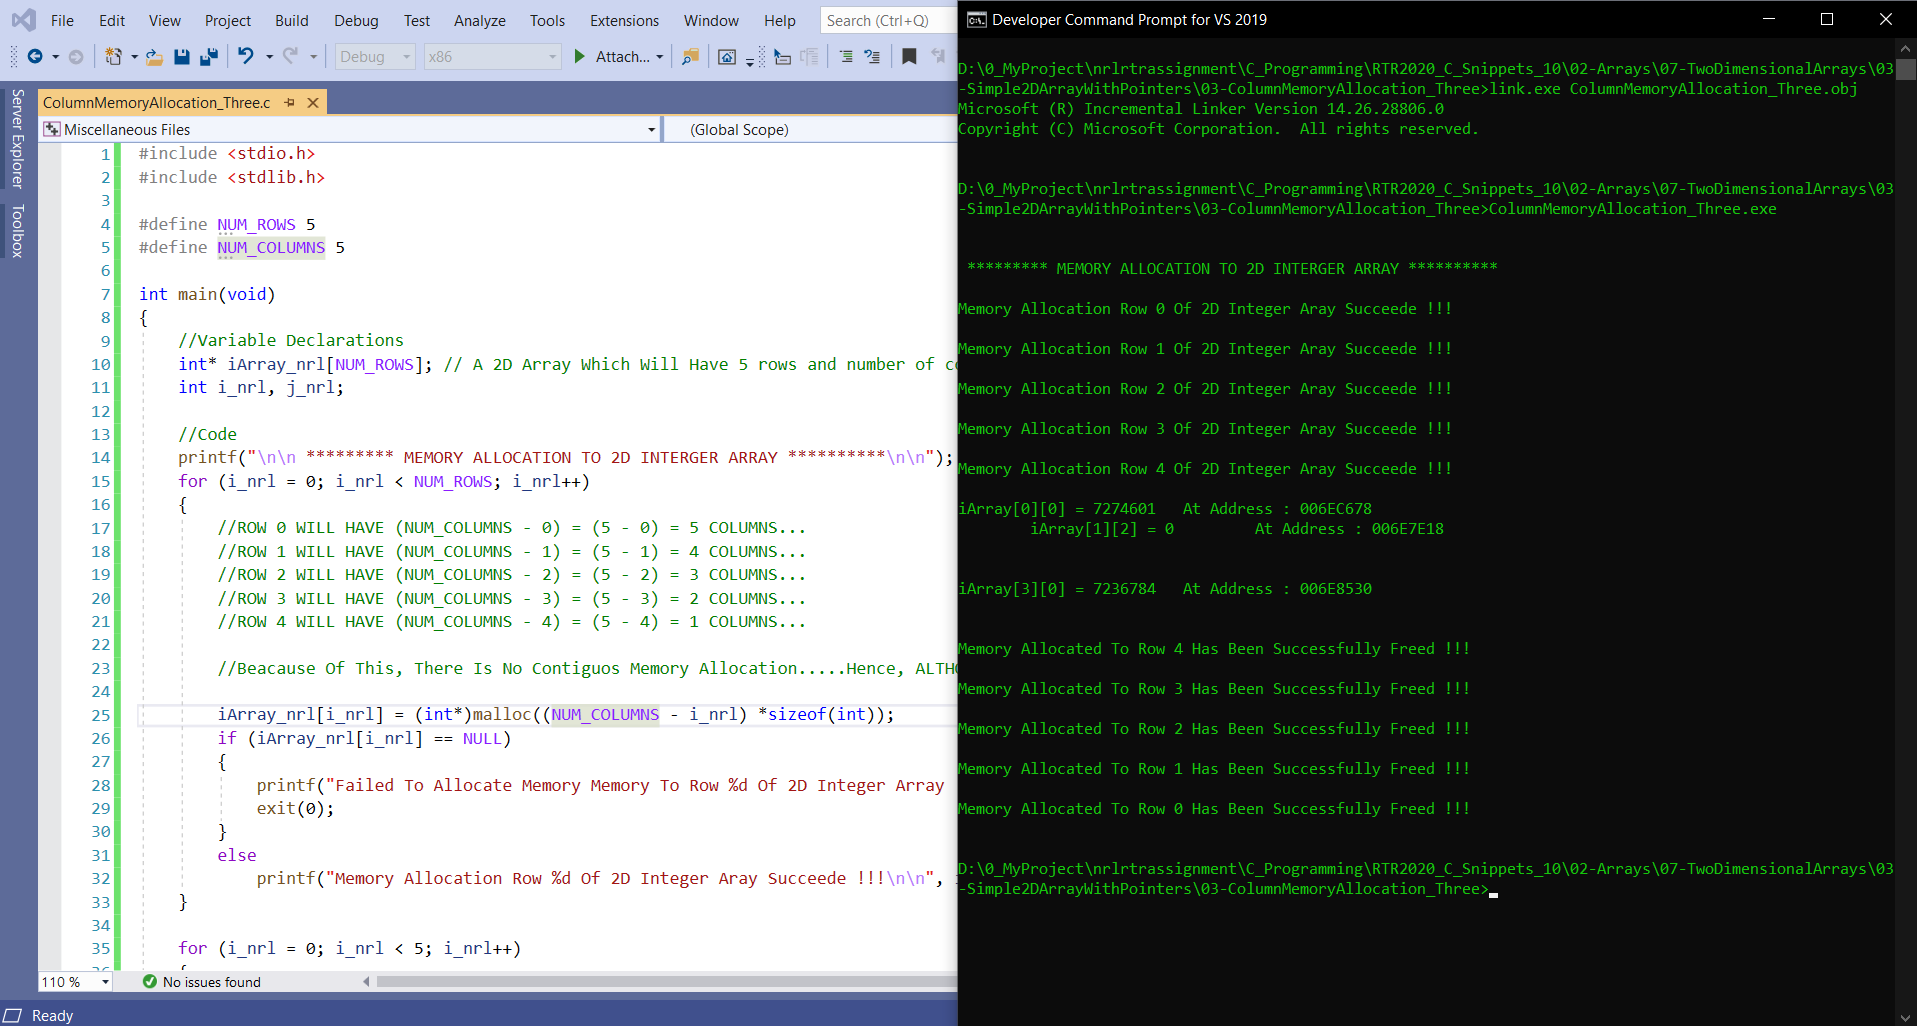 File Edit View Project Build Debug Test Analyze Tools Extensions Window Help Search (Ctrl+Q)
Debug x86 Attach...
Server Explorer
Toolbox
ColumnMemoryAllocation_Three.c
Miscellaneous Files (Global Scope)
1 #include <stdio.h>
2 #include <stdlib.h>
3
4 #define NUM_ROWS 5
5 #define NUM_COLUMNS 5
6
7 int main(void)
8 {
9 //Variable Declarations
10 int* iArray_nrl[NUM_ROWS]; // A 2D Array Which Will Have 5 rows and number of c
11 int i_nrl, j_nrl;
12
13 //Code
14 printf("\n\n ********* MEMORY ALLOCATION TO 2D INTERGER ARRAY **********\n\n");
15 for (i_nrl = 0; i_nrl < NUM_ROWS; i_nrl++)
16 {
17 //ROW 0 WILL HAVE (NUM_COLUMNS - 0) = (5 - 0) = 5 COLUMNS...
18 //ROW 1 WILL HAVE (NUM_COLUMNS - 1) = (5 - 1) = 4 COLUMNS...
19 //ROW 2 WILL HAVE (NUM_COLUMNS - 2) = (5 - 2) = 3 COLUMNS...
20 //ROW 3 WILL HAVE (NUM_COLUMNS - 3) = (5 - 3) = 2 COLUMNS...
21 //ROW 4 WILL HAVE (NUM_COLUMNS - 4) = (5 - 4) = 1 COLUMNS...
22
23 //Beacause Of This, There Is No Contiguos Memory Allocation.....Hence, ALTH
24
25 iArray_nrl[i_nrl] = (int*)malloc((NUM_COLUMNS - i_nrl) *sizeof(int));
26 if (iArray_nrl[i_nrl] == NULL)
27 {
28 printf("Failed To Allocate Memory Memory To Row %d Of 2D Integer Array
29 exit(0);
30 }
31 else
32 printf("Memory Allocation Row %d Of 2D Integer Aray Succeede !!!\n\n",
33 }
34
35 for (i_nrl = 0; i_nrl < 5; i_nrl++)
110 % No issues found
Ready
Developer Command Prompt for VS 2019
D:\0_MyProject\nrlrtrassignment\C_Programming\RTR2020_C_Snippets_10\02-Arrays\07-TwoDimensionalArrays\03
-Simple2DArrayWithPointers\03-ColumnMemoryAllocation_Three>link.exe ColumnMemoryAllocation_Three.obj
Microsoft (R) Incremental Linker Version 14.26.28806.0
Copyright (C) Microsoft Corporation. All rights reserved.
D:\0_MyProject\nrlrtrassignment\C_Programming\RTR2020_C_Snippets_10\02-Arrays\07-TwoDimensionalArrays\03
-Simple2DArrayWithPointers\03-ColumnMemoryAllocation_Three>ColumnMemoryAllocation_Three.exe
********* MEMORY ALLOCATION TO 2D INTERGER ARRAY **********
Memory Allocation Row 0 Of 2D Integer Aray Succeede !!!
Memory Allocation Row 1 Of 2D Integer Aray Succeede !!!
Memory Allocation Row 2 Of 2D Integer Aray Succeede !!!
Memory Allocation Row 3 Of 2D Integer Aray Succeede !!!
Memory Allocation Row 4 Of 2D Integer Aray Succeede !!!
iArray[0][0] = 7274601 At Address : 006EC678
iArray[1][2] = 0 At Address : 006E7E18
iArray[3][0] = 7236784 At Address : 006E8530
Memory Allocated To Row 4 Has Been Successfully Freed !!!
Memory Allocated To Row 3 Has Been Successfully Freed !!!
Memory Allocated To Row 2 Has Been Successfully Freed !!!
Memory Allocated To Row 1 Has Been Successfully Freed !!!
Memory Allocated To Row 0 Has Been Successfully Freed !!!
D:\0_MyProject\nrlrtrassignment\C_Programming\RTR2020_C_Snippets_10\02-Arrays\07-TwoDimensionalArrays\03
-Simple2DArrayWithPointers\03-ColumnMemoryAllocation_Three>